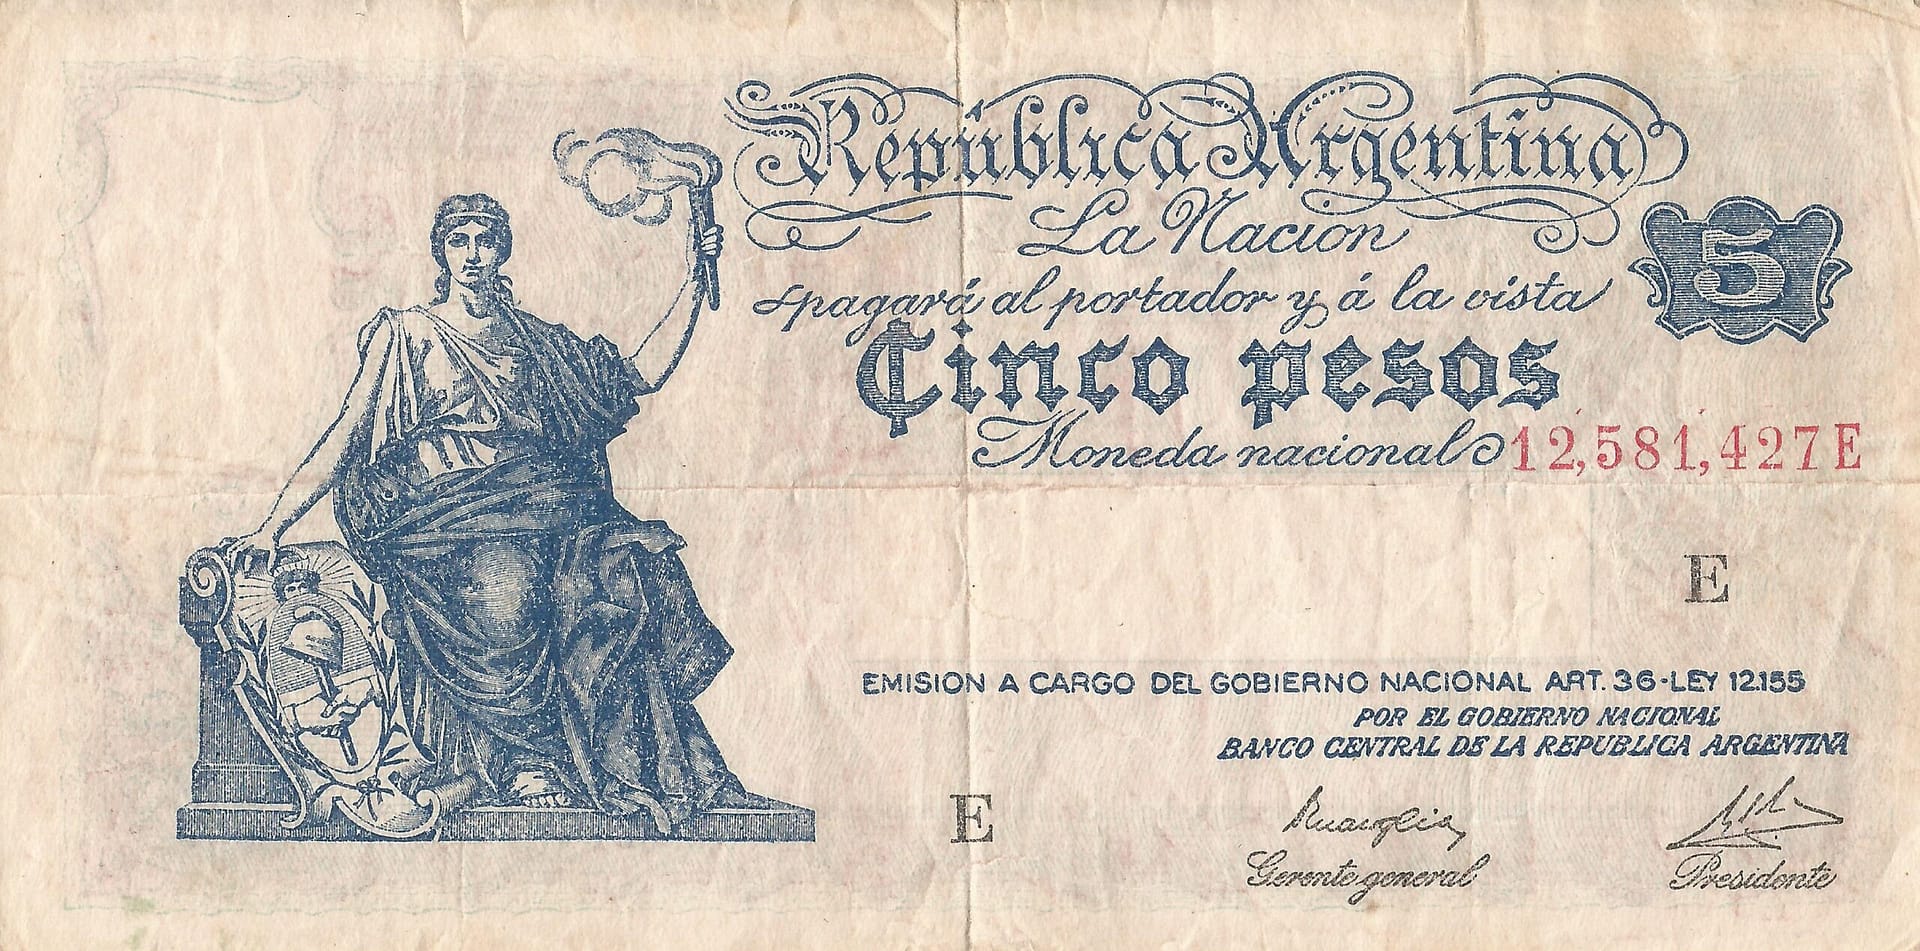 República Argentina
La Nación
pagará al portador y á la vista
5
Cinco pesos
Moneda nacional
12,581,427E
E
EMISION A CARGO DEL GOBIERNO NACIONAL ART. 36-LEY 12.155
POR EL GOBIERNO NACIONAL
BANCO CENTRAL DE LA REPUBLICA ARGENTINA
E
Gerente general
Presidente